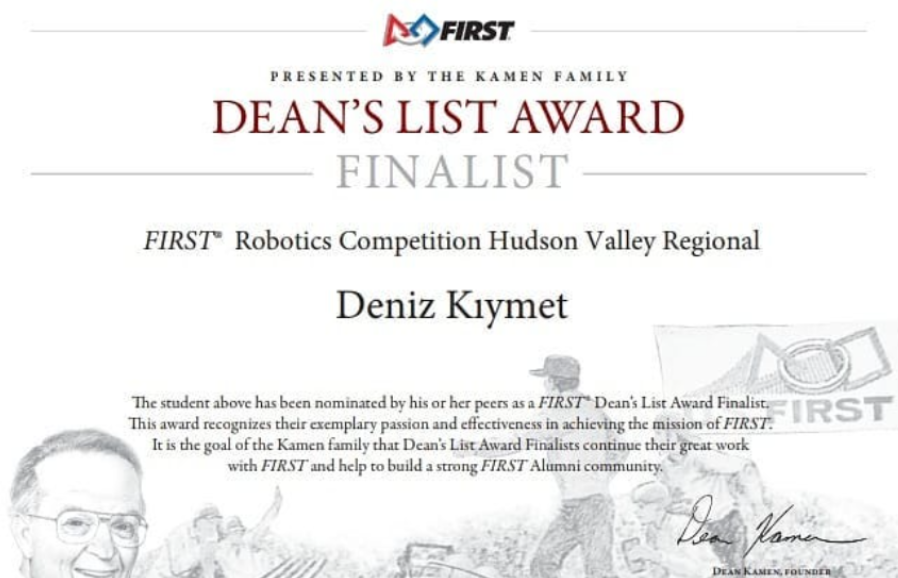 FIRST
PRESENTED BY THE KAMEN FAMILY
DEAN'S LIST AWARD
FINALIST
FIRST® Robotics Competition Hudson Valley Regional
Deniz Kıymet
The student above has been nominated by his or her peers as a FIRST® Dean's List Award Finalist.
This award recognizes their exemplary passion and effectiveness in achieving the mission of FIRST.
It is the goal of the Kamen family that Dean's List Award Finalists continue their great work
with FIRST and help to build a strong FIRST Alumni community.
FIRST
Dean Kamen
DEAN KAMEN, FOUNDER